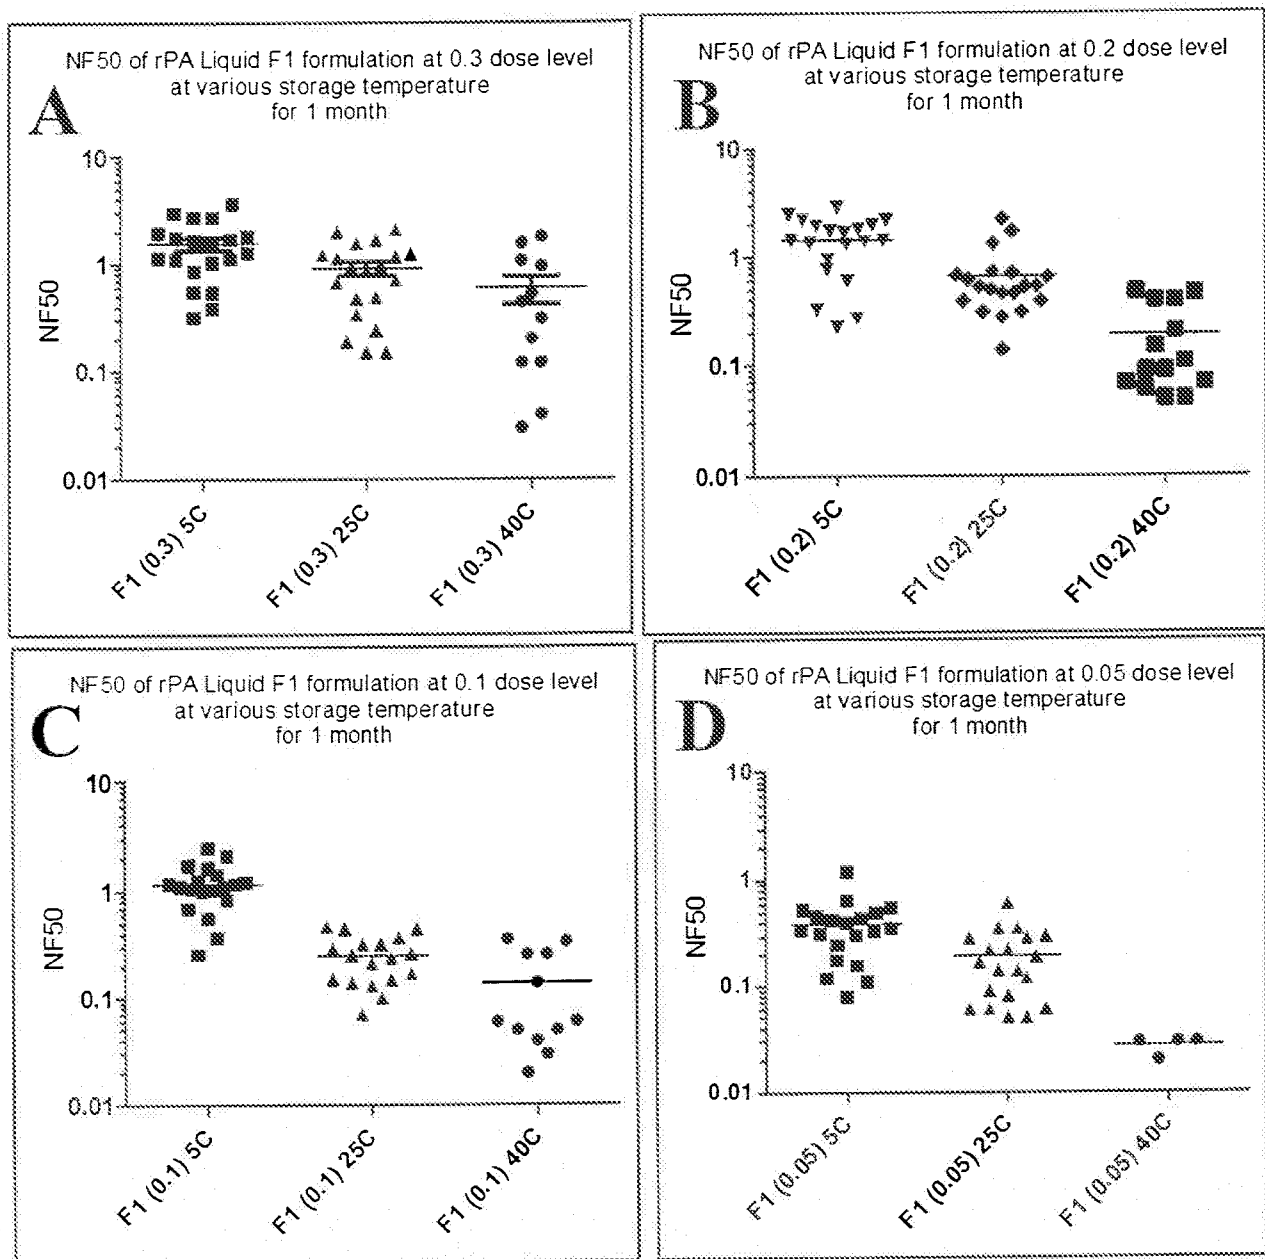 A
NF50 of rPA Liquid F1 formulation at 0.3 dose level
at various storage temperature
for 1 month
NF50
10
1
0.1
0.01
F1 (0.3) 5C
F1 (0.3) 25C
F1 (0.3) 40C
B
NF50 of rPA Liquid F1 formulation at 0.2 dose level
at various storage temperature
for 1 month
NF50
10
1
0.1
0.01
F1 (0.2) 5C
F1 (0.2) 25C
F1 (0.2) 40C
C
NF50 of rPA Liquid F1 formulation at 0.1 dose level
at various storage temperature
for 1 month
NF50
10
1
0.1
0.01
F1 (0.1) 5C
F1 (0.1) 25C
F1 (0.1) 40C
D
NF50 of rPA Liquid F1 formulation at 0.05 dose level
at various storage temperature
for 1 month
NF50
10
1
0.1
0.01
F1 (0.05) 5C
F1 (0.05) 25C
F1 (0.05) 40C